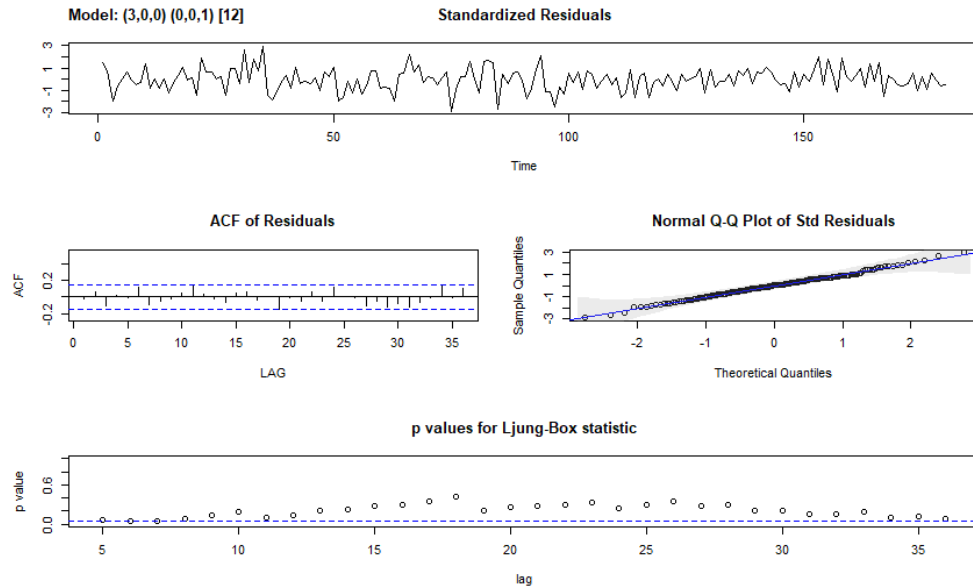 Model: (3,0,0) (0,0,1) [12] Standardized Residuals
3
1
-1
-3
0 50 100 150
Time
ACF of Residuals
ACF
0.2
-0.2
0 5 10 15 20 25 30 35
LAG
Normal Q-Q Plot of Std Residuals
Sample Quantiles
3
1
-1
-3
-2 -1 0 1 2
Theoretical Quantiles
p values for Ljung-Box statistic
p value
0.6
0.0
5 10 15 20 25 30 35
lag